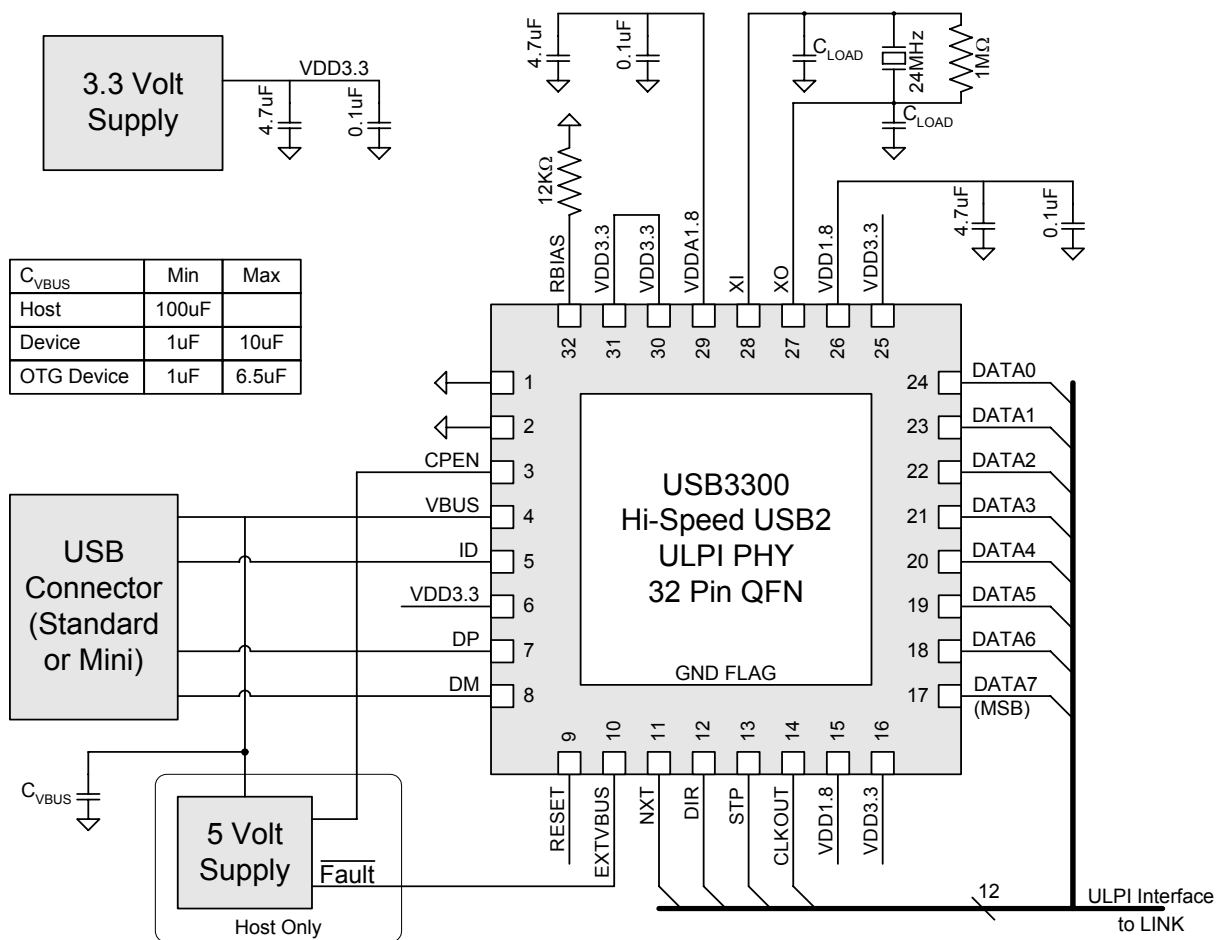 3.3 Volt
Supply
VDD3.3
4.7uF
0.1uF
4.7uF
0.1uF
C_LOAD
24MHz
1MΩ
C_LOAD
12KΩ
4.7uF
0.1uF
C_VBUS Min Max
Host 100uF
Device 1uF 10uF
OTG Device 1uF 6.5uF
RBIAS
VDD3.3
VDD3.3
VDDA1.8
XI
XO
VDD1.8
VDD3.3
32 31 30 29 28 27 26 25
1
2
CPEN 3
VBUS 4
ID 5
VDD3.3 6
DP 7
DM 8
USB
Connector
(Standard
or Mini)
USB3300
Hi-Speed USB2
ULPI PHY
32 Pin QFN
GND FLAG
24 DATA0
23 DATA1
22 DATA2
21 DATA3
20 DATA4
19 DATA5
18 DATA6
17 DATA7
(MSB)
9 10 11 12 13 14 15 16
RESET
EXTVBUS
NXT
DIR
STP
CLKOUT
VDD1.8
VDD3.3
C_VBUS
5 Volt
Supply
Fault
Host Only
12
ULPI Interface
to LINK